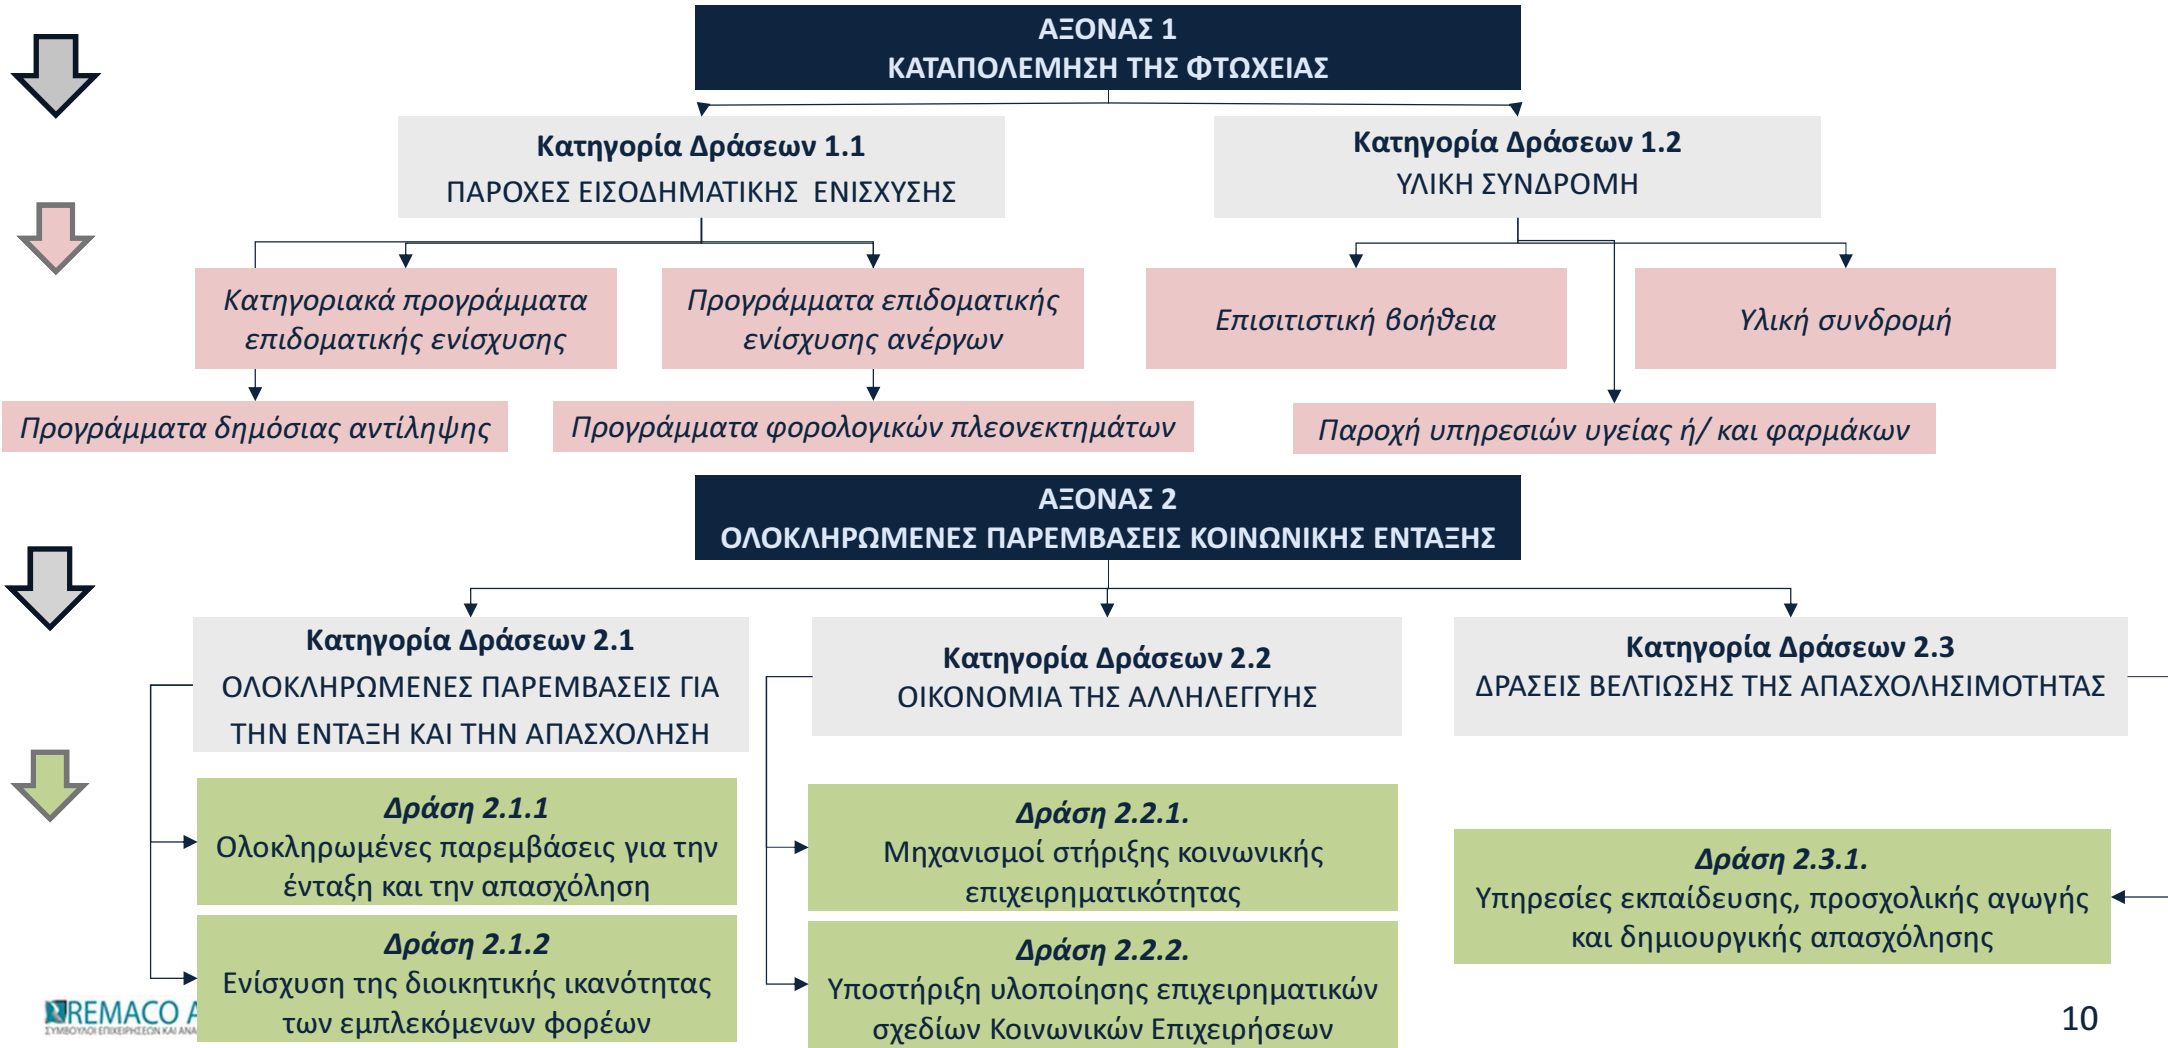 ΑΞΟΝΑΣ 1
ΚΑΤΑΠΟΛΕΜΗΣΗ ΤΗΣ ΦΤΩΧΕΙΑΣ
Κατηγορία Δράσεων 1.1
ΠΑΡΟΧΕΣ ΕΙΣΟΔΗΜΑΤΙΚΗΣ ΕΝΙΣΧΥΣΗΣ
Κατηγορία Δράσεων 1.2
ΥΛΙΚΗ ΣΥΝΔΡΟΜΗ
Κατηγοριακά προγράμματα
επιδοματικής ενίσχυσης
Προγράμματα επιδοματικής
ενίσχυσης ανέργων
Επισιτιστική βοήθεια
Υλική συνδρομή
Προγράμματα δημόσιας αντίληψης
Προγράμματα φορολογικών πλεονεκτημάτων
Παροχή υπηρεσιών υγείας ή/ και φαρμάκων
ΑΞΟΝΑΣ 2
ΟΛΟΚΛΗΡΩΜΕΝΕΣ ΠΑΡΕΜΒΑΣΕΙΣ ΚΟΙΝΩΝΙΚΗΣ ΕΝΤΑΞΗΣ
Κατηγορία Δράσεων 2.1
ΟΛΟΚΛΗΡΩΜΕΝΕΣ ΠΑΡΕΜΒΑΣΕΙΣ ΓΙΑ
ΤΗΝ ΕΝΤΑΞΗ ΚΑΙ ΤΗΝ ΑΠΑΣΧΟΛΗΣΗ
Κατηγορία Δράσεων 2.2
ΟΙΚΟΝΟΜΙΑ ΤΗΣ ΑΛΛΗΛΕΓΓΥΗΣ
Κατηγορία Δράσεων 2.3
ΔΡΑΣΕΙΣ ΒΕΛΤΙΩΣΗΣ ΤΗΣ ΑΠΑΣΧΟΛΗΣΙΜΟΤΗΤΑΣ
Δράση 2.1.1
Ολοκληρωμένες παρεμβάσεις για την
ένταξη και την απασχόληση
Δράση 2.2.1.
Μηχανισμοί στήριξης κοινωνικής
επιχειρηματικότητας
Δράση 2.3.1.
Υπηρεσίες εκπαίδευσης, προσχολικής αγωγής
και δημιουργικής απασχόλησης
Δράση 2.1.2
Ενίσχυση της διοικητικής ικανότητας
των εμπλεκόμενων φορέων
Δράση 2.2.2.
Υποστήριξη υλοποίησης επιχειρηματικών
σχεδίων Κοινωνικών Επιχειρήσεων
REMACO
ΣΥΜΒΟΥΛΟΙ ΕΠΙΧΕΙΡΗΣΕΩΝ ΚΑΙ
10